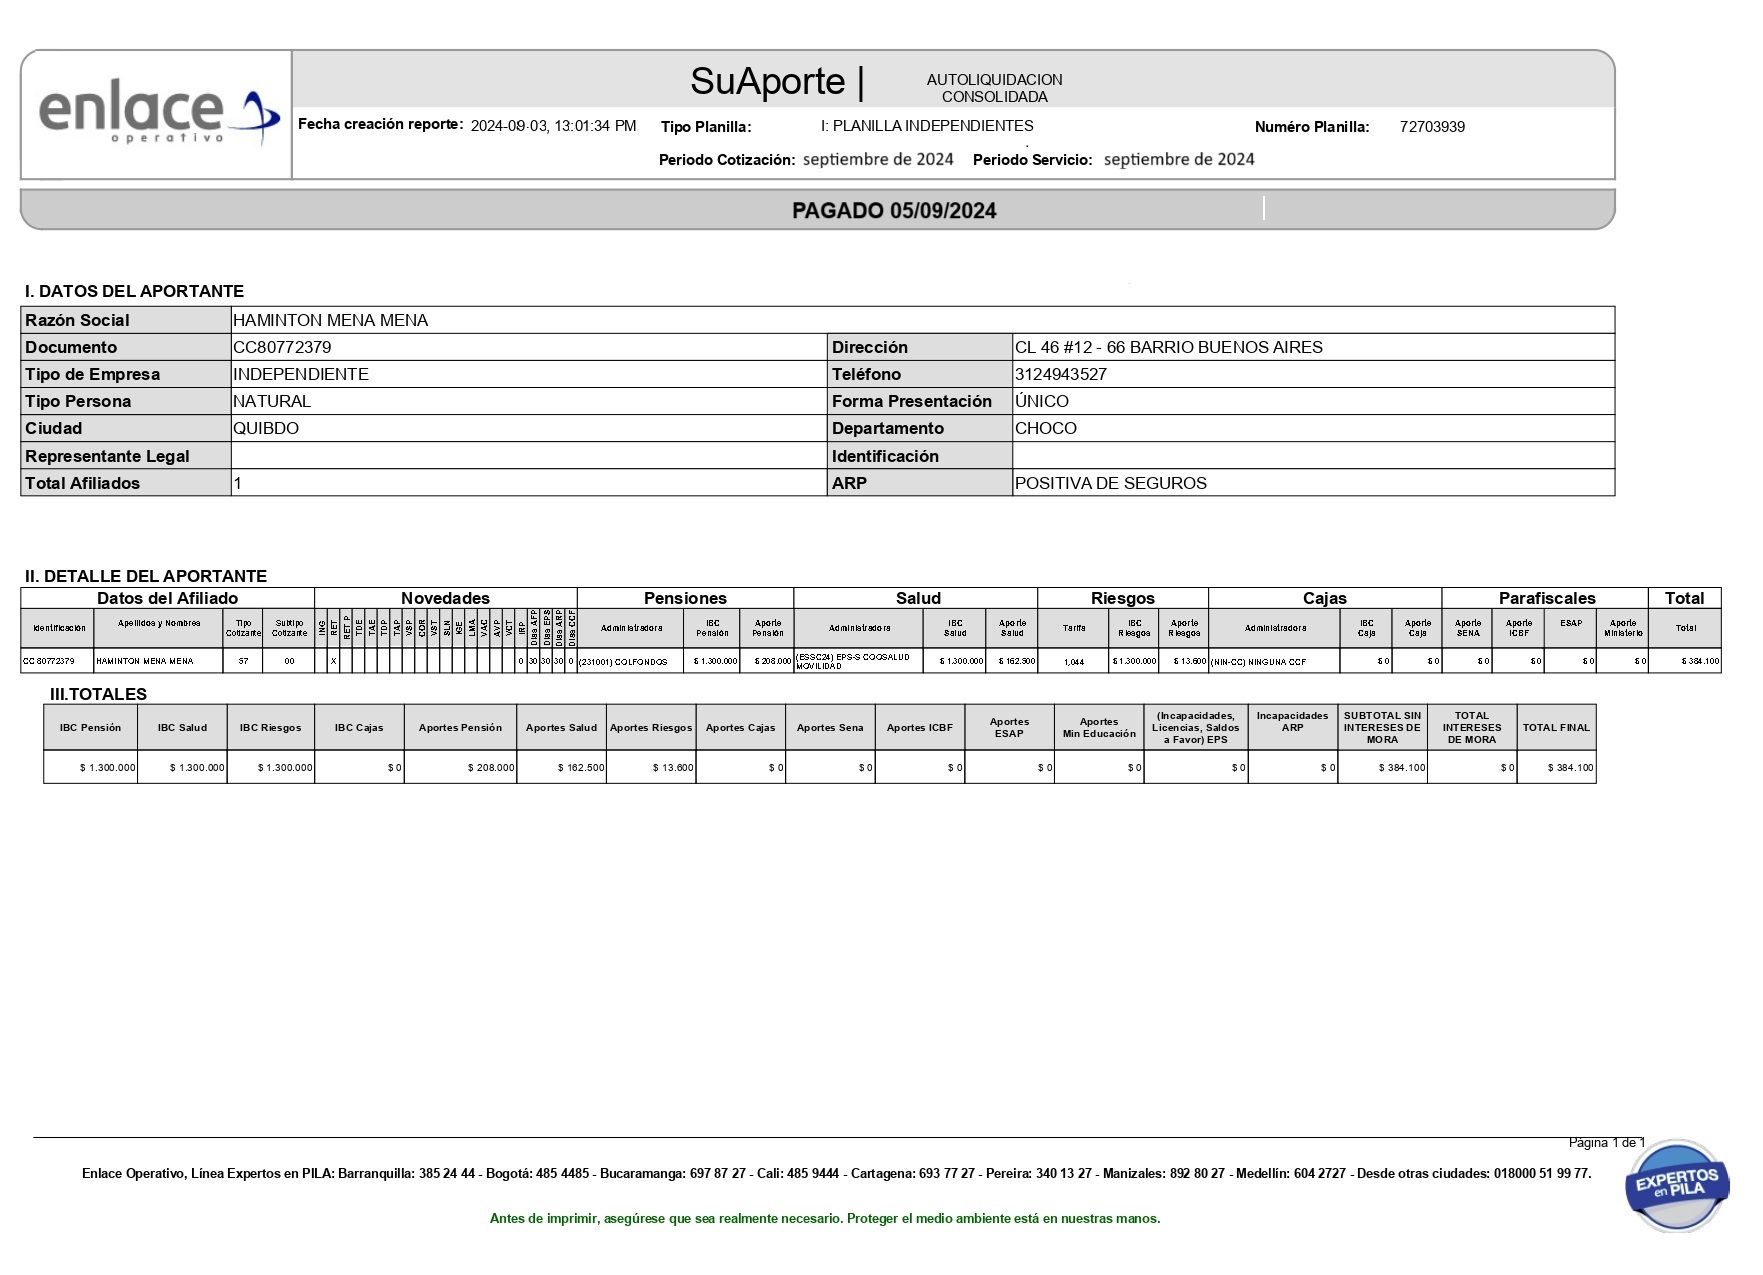 enlace
operativo
SuAporte |
AUTOLIQUIDACION
CONSOLIDADA
Fecha creación reporte: 2024-09-03, 13:01:34 PM Tipo Planilla: I: PLANILLA INDEPENDIENTES Numéro Planilla: 72703939
Periodo Cotización: septiembre de 2024 Periodo Servicio: septiembre de 2024
PAGADO 05/09/2024
I. DATOS DEL APORTANTE
Razón Social HAMINTON MENA MENA
Documento CC80772379 Dirección CL 46 #12 - 66 BARRIO BUENOS AIRES
Tipo de Empresa INDEPENDIENTE Teléfono 3124943527
Tipo Persona NATURAL Forma Presentación ÚNICO
Ciudad QUIBDO Departamento CHOCO
Representante Legal Identificación
Total Afiliados 1 ARP POSITIVA DE SEGUROS
II. DETALLE DEL APORTANTE
Datos del Afiliado Novedades Pensiones Salud Riesgos Cajas Parafiscales Total
Identificación Apellidos y Nombres Tipo Cotizante Subtipo Cotizante ING RET RET P TDE TAE TDP TAP VSP COR VST SLN IGE LMA VAC AVP VCT IRP Dias AFP Dias EPS Dias ARP Dias CCF Administradora IBC Pensión Aporte Pensión Administradora IBC Salud Aporte Salud Tarifa IBC Riesgos Aporte Riesgos Administradora IBC Caja Aporte Caja Aporte SENA Aporte ICBF ESAP Aporte Ministerio Total
CC 80772379 HAMINTON MENA MENA 57 00 X 0 30 30 30 0 (231001) COLFONDOS $ 1.300.000 $ 208.000 (ESSC24) EPS-S COOSALUD MOVILIDAD $ 1.300.000 $ 162.500 1,044 $ 1.300.000 $ 13.600 (NIN-CC) NINGUNA CCF $ 0 $ 0 $ 0 $ 0 $ 0 $ 0 $ 384.100
III.TOTALES
IBC Pensión IBC Salud IBC Riesgos IBC Cajas Aportes Pensión Aportes Salud Aportes Riesgos Aportes Cajas Aportes Sena Aportes ICBF Aportes ESAP Aportes Min Educación (Incapacidades, Licencias, Saldos a Favor) EPS Incapacidades ARP SUBTOTAL SIN INTERESES DE MORA TOTAL INTERESES DE MORA TOTAL FINAL
$ 1.300.000 $ 1.300.000 $ 1.300.000 $ 0 $ 208.000 $ 162.500 $ 13.600 $ 0 $ 0 $ 0 $ 0 $ 0 $ 0 $ 0 $ 384.100 $ 0 $ 384.100
Página 1 de 1
Enlace Operativo, Línea Expertos en PILA: Barranquilla: 385 24 44 - Bogotá: 485 4485 - Bucaramanga: 697 87 27 - Cali: 485 9444 - Cartagena: 693 77 27 - Pereira: 340 13 27 - Manizales: 892 80 27 - Medellín: 604 2727 - Desde otras ciudades: 018000 51 99 77.
EXPERTOS
en PILA
Antes de imprimir, asegúrese que sea realmente necesario. Proteger el medio ambiente está en nuestras manos.